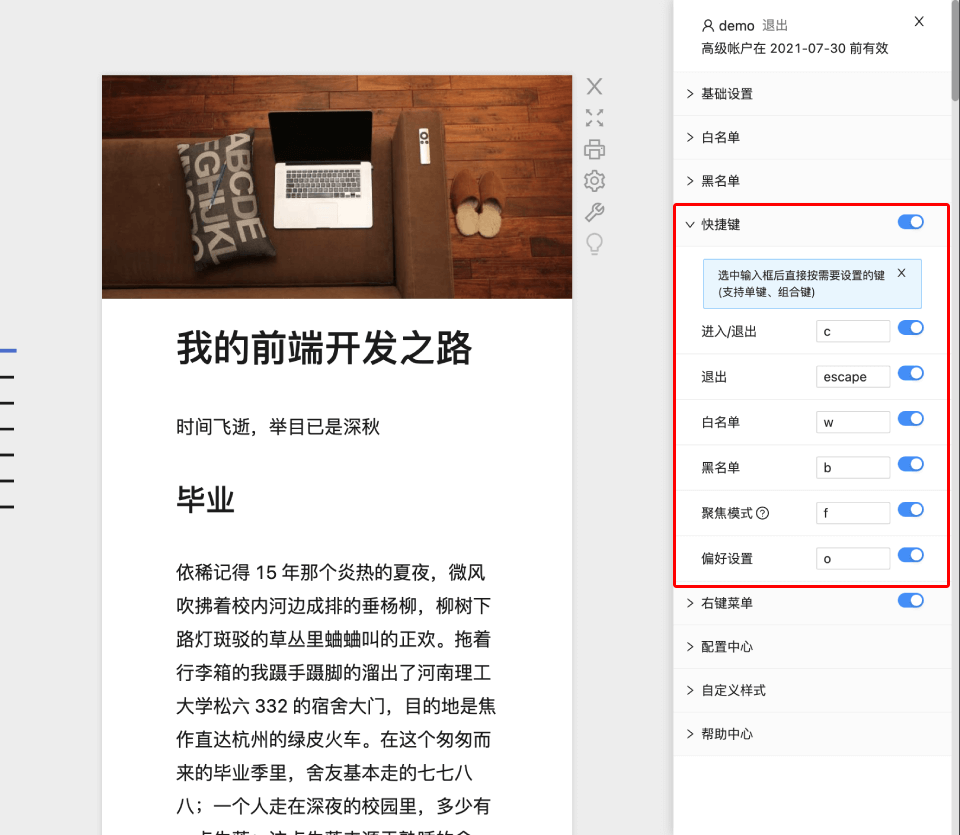 demo 退出
高级帐户在 2021-07-30 前有效
基础设置
白名单
黑名单
快捷键
选中输入框后直接按需要设置的键
(支持单键、组合键)
进入/退出 c
退出 escape
白名单 w
黑名单 b
聚焦模式 f
偏好设置 o
右键菜单
配置中心
自定义样式
帮助中心
ABCDE
我的前端开发之路
时间飞逝，举目已是深秋
毕业
依稀记得 15 年那个炎热的夏夜，微风
吹拂着校内河边成排的垂杨柳，柳树下
路灯斑驳的草丛里蛐蛐叫的正欢。拖着
行李箱的我蹑手蹑脚的溜出了河南理工
大学松六 332 的宿舍大门，目的地是焦
作直达杭州的绿皮火车。在这个匆匆而
来的毕业季里，舍友基本走的七七八
八；一个人走在深夜的校园里，多少有